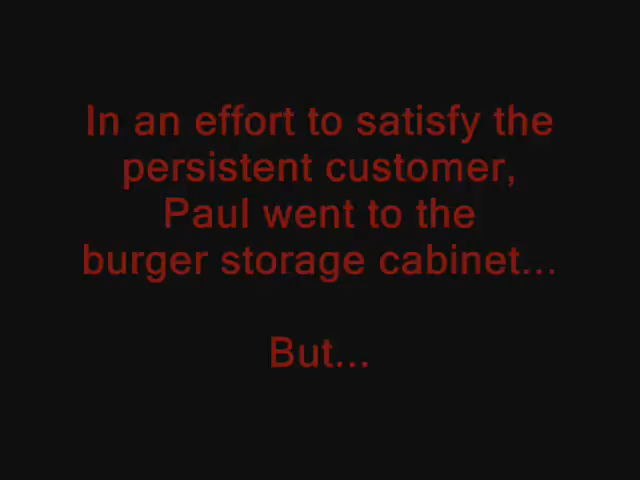 In an effort to satisfy the
persistent customer,
Paul went to the
burger storage cabinet...
But...